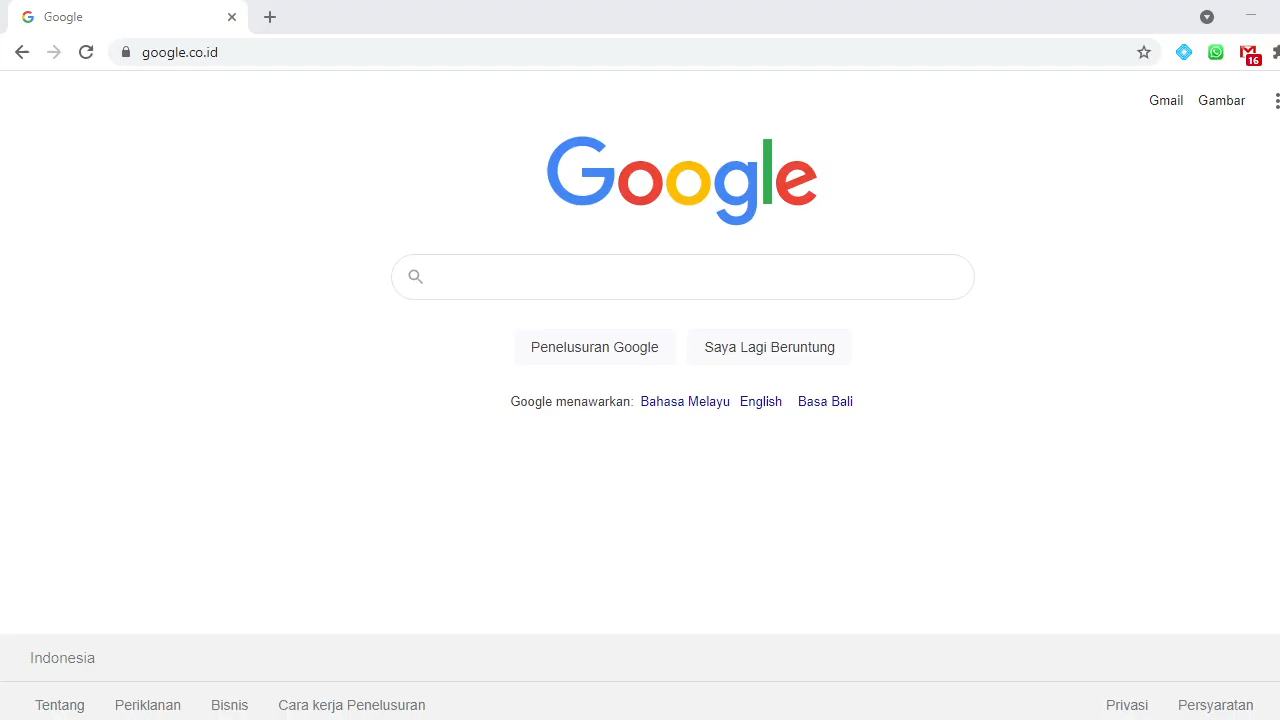 Google
google.co.id
16
Gmail Gambar
Google
Penelusuran Google Saya Lagi Beruntung
Google menawarkan: Bahasa Melayu English Basa Bali
Indonesia
Tentang Periklanan Bisnis Cara kerja Penelusuran Privasi Persyaratan